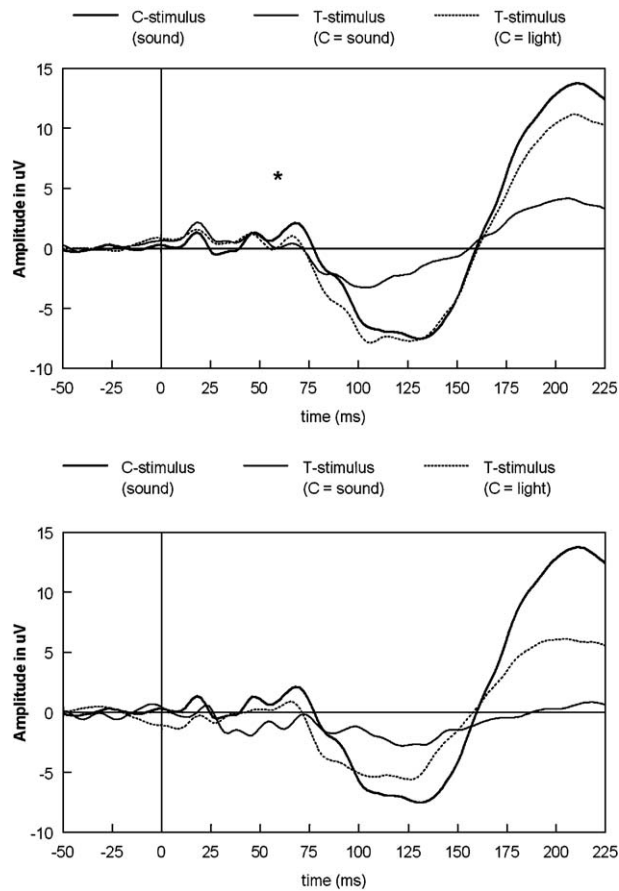 C-stimulus T-stimulus T-stimulus
(sound) (C = sound) (C = light)
15
10
*
5
0
-5
-10
Amplitude in uV
-50 -25 0 25 50 75 100 125 150 175 200 225
time (ms)
C-stimulus T-stimulus T-stimulus
(sound) (C = sound) (C = light)
15
10
5
0
-5
-10
Amplitude in uV
-50 -25 0 25 50 75 100 125 150 175 200 225
time (ms)